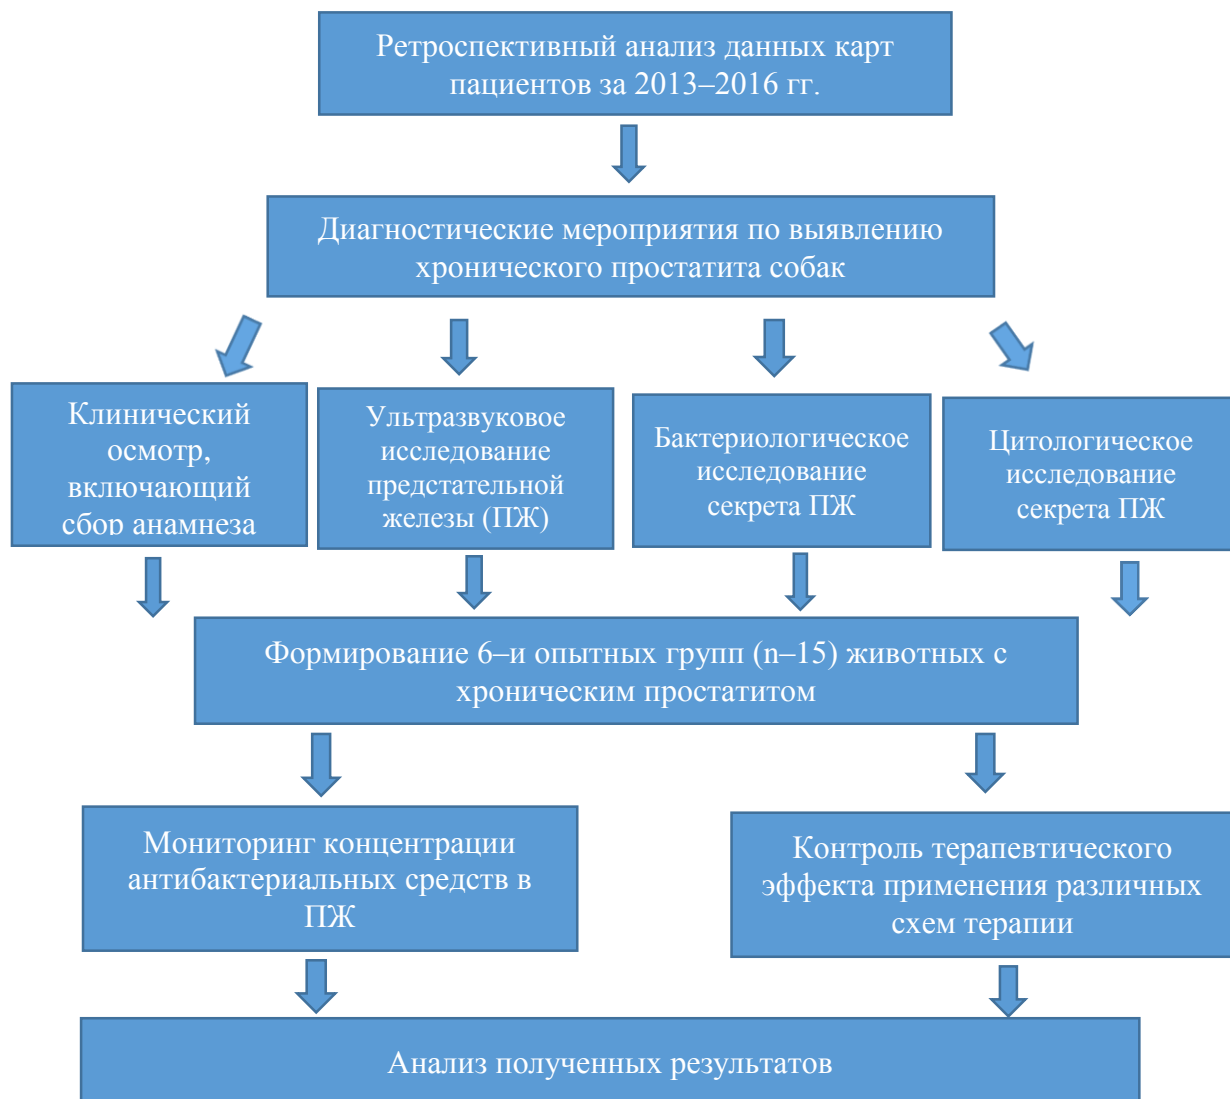 Ретроспективный анализ данных карт
пациентов за 2013–2016 гг.
Диагностические мероприятия по выявлению
хронического простатита собак
Клинический
осмотр,
включающий
сбор анамнеза
Ультразвуковое
исследование
предстательной
железы (ПЖ)
Бактериологическое
исследование
секрета ПЖ
Цитологическое
исследование
секрета ПЖ
Формирование 6–и опытных групп (n–15) животных с
хроническим простатитом
Мониторинг концентрации
антибактериальных средств в
ПЖ
Контроль терапевтического
эффекта применения различных
схем терапии
Анализ полученных результатов